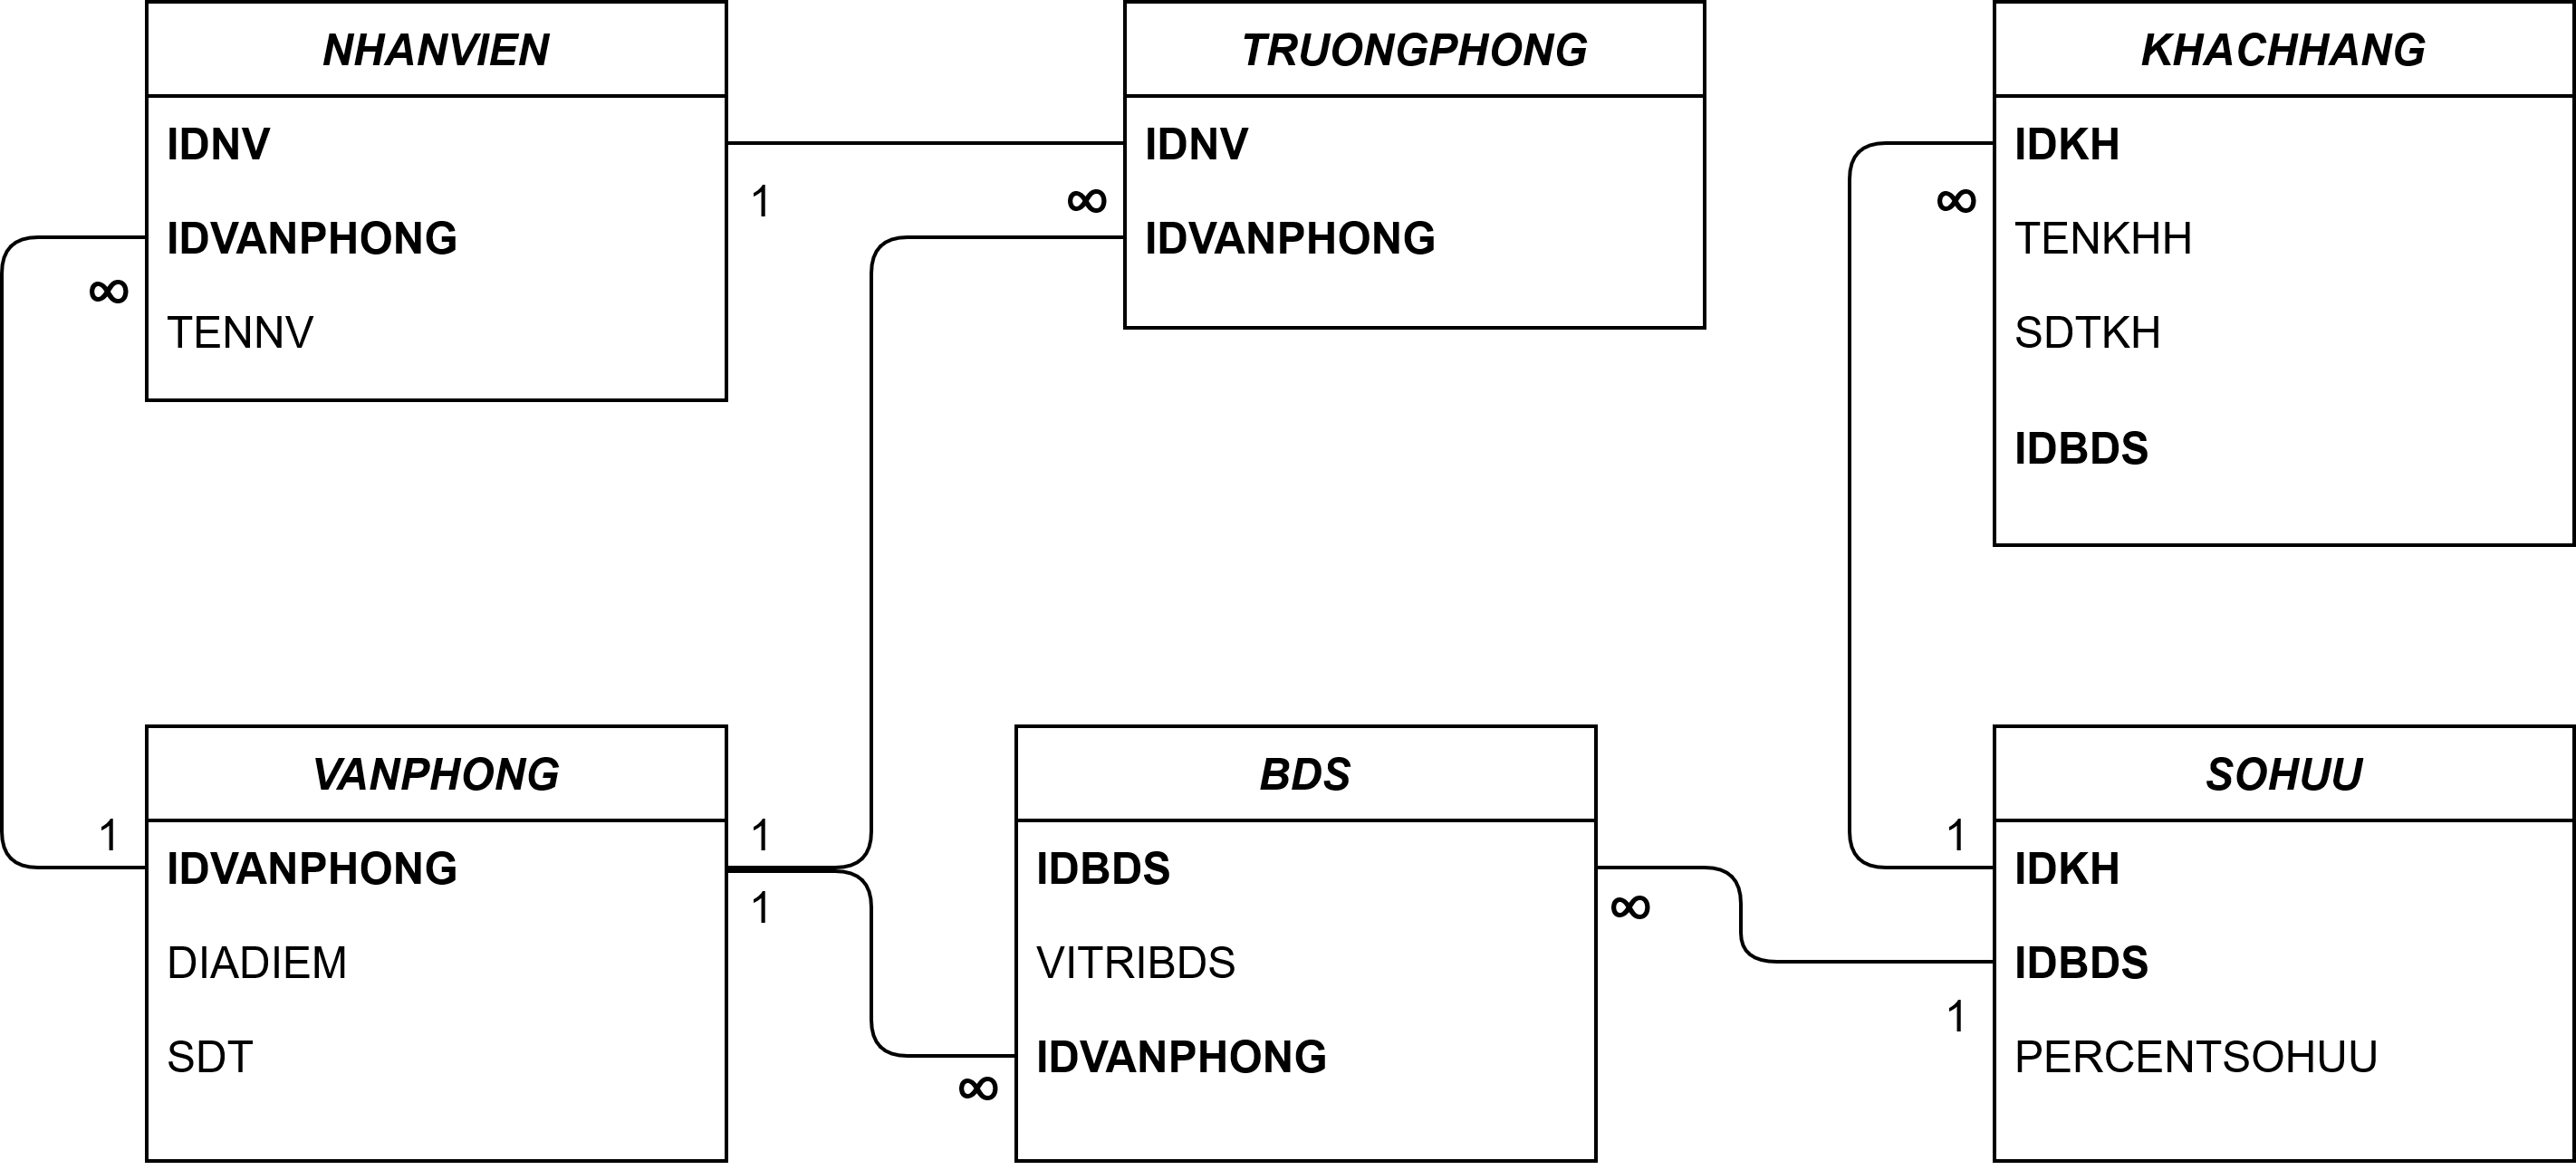 NHANVIEN
IDNV
1
IDVANPHONG
∞
TENNV
TRUONGPHONG
IDNV
∞
IDVANPHONG
KHACHHANG
IDKH
∞
TENKHH
SDTKH
IDBDS
VANPHONG
1
1
IDVANPHONG
1
DIADIEM
SDT
BDS
IDBDS
∞
VITRIBDS
IDVANPHONG
∞
SOHUU
1
IDKH
IDBDS
1
PERCENTSOHUU